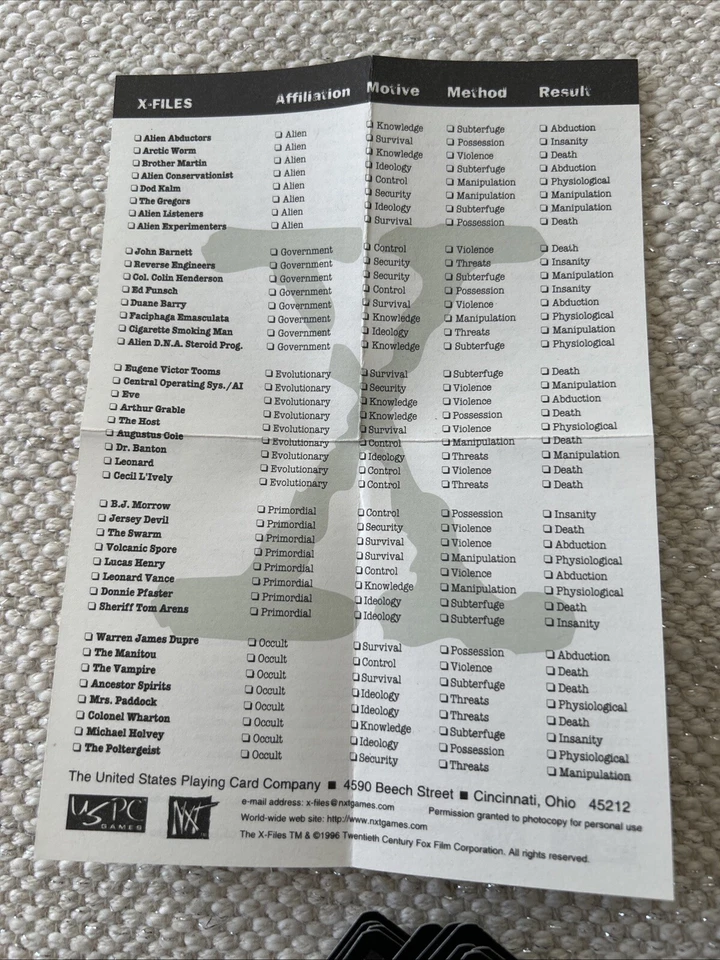 X-FILES Affiliation Motive Method Result
Alien Abductors Alien Knowledge Subterfuge Abduction
Arctic Worm Alien Survival Possession Insanity
Brother Martin Alien Knowledge Violence Death
Alien Conservationist Alien Ideology Subterfuge Abduction
Dod Kalm Alien Control Manipulation Physiological
The Gregors Alien Security Manipulation Manipulation
Alien Listeners Alien Ideology Subterfuge Manipulation
Alien Experimenters Alien Survival Possession Death
John Barnett Government Control Violence Death
Reverse Engineers Government Security Threats Insanity
Col. Colin Henderson Government Security Subterfuge Manipulation
Ed Funsch Government Control Possession Insanity
Duane Barry Government Survival Violence Abduction
Faciphaga Emasculata Government Knowledge Manipulation Physiological
Cigarette Smoking Man Government Ideology Threats Manipulation
Alien D.N.A. Steroid Prog. Government Knowledge Subterfuge Physiological
Eugene Victor Tooms Evolutionary Survival Subterfuge Death
Central Operating Sys./AI Evolutionary Security Violence Manipulation
Eve Evolutionary Knowledge Violence Abduction
Arthur Grable Evolutionary Knowledge Possession Death
The Host Evolutionary Survival Violence Physiological
Augustus Cole Evolutionary Control Manipulation Death
Dr. Banton Evolutionary Ideology Threats Manipulation
Leonard Evolutionary Control Violence Death
Cecil L'Ively Evolutionary Control Threats Death
B.J. Morrow Primordial Control Possession Insanity
Jersey Devil Primordial Security Violence Death
The Swarm Primordial Survival Violence Abduction
Volcanic Spore Primordial Survival Manipulation Physiological
Lucas Henry Primordial Control Violence Abduction
Leonard Vance Primordial Knowledge Manipulation Physiological
Donnie Pfaster Primordial Ideology Subterfuge Death
Sheriff Tom Arens Primordial Ideology Subterfuge Insanity
Warren James Dupre Occult Survival Possession Abduction
The Manitou Occult Control Violence Death
The Vampire Occult Survival Subterfuge Death
Ancestor Spirits Occult Ideology Threats Physiological
Mrs. Paddock Occult Ideology Threats Death
Colonel Wharton Occult Knowledge Subterfuge Insanity
Michael Holvey Occult Ideology Possession Physiological
The Poltergeist Occult Security Threats Manipulation
The United States Playing Card Company ■ 4590 Beech Street ■ Cincinnati, Ohio 45212
USPC GAMES NXT
e-mail address: x-files@nxtgames.com Permission granted to photocopy for personal use
World-wide web site: http://www.nxtgames.com
The X-Files TM & ©1996 Twentieth Century Fox Film Corporation. All rights reserved.